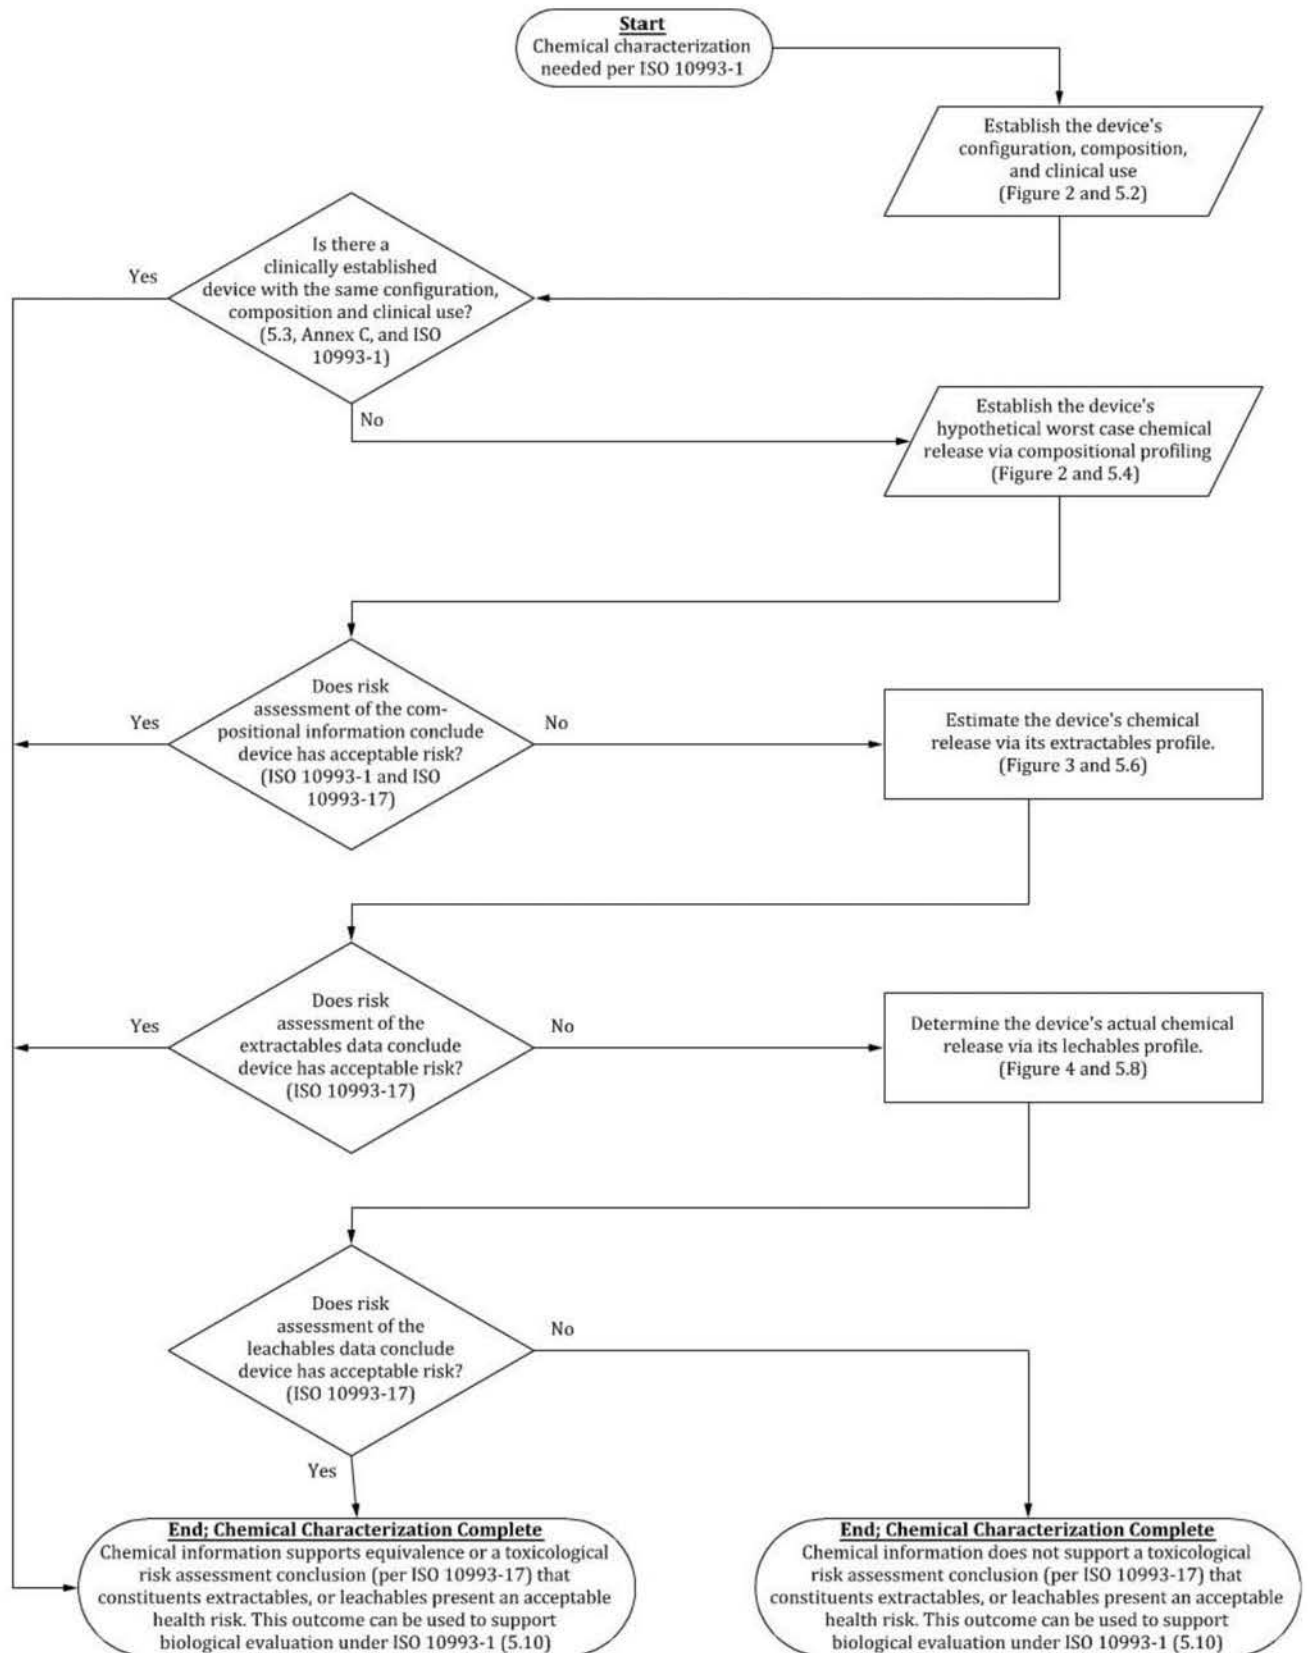 Start
Chemical characterization
needed per ISO 10993-1
Establish the device's
configuration, composition,
and clinical use
(Figure 2 and 5.2)
Is there a
clinically established
device with the same configuration,
composition and clinical use?
(5.3, Annex C, and ISO
10993-1)
Yes
No
Establish the device's
hypothetical worst case chemical
release via compositional profiling
(Figure 2 and 5.4)
Does risk
assessment of the com-
positional information conclude
device has acceptable risk?
(ISO 10993-1 and ISO
10993-17)
Yes
No
Estimate the device's chemical
release via its extractables profile.
(Figure 3 and 5.6)
Does risk
assessment of the
extractables data conclude
device has acceptable risk?
(ISO 10993-17)
Yes
No
Determine the device's actual chemical
release via its lechables profile.
(Figure 4 and 5.8)
Does risk
assessment of the
leachables data conclude
device has acceptable risk?
(ISO 10993-17)
No
Yes
End; Chemical Characterization Complete
Chemical information supports equivalence or a toxicological
risk assessment conclusion (per ISO 10993-17) that
constituents extractables, or leachables present an acceptable
health risk. This outcome can be used to support
biological evaluation under ISO 10993-1 (5.10)
End; Chemical Characterization Complete
Chemical information does not support a toxicological
risk assessment conclusion (per ISO 10993-17) that
constituents extractables, or leachables present an acceptable
health risk. This outcome can be used to support
biological evaluation under ISO 10993-1 (5.10)